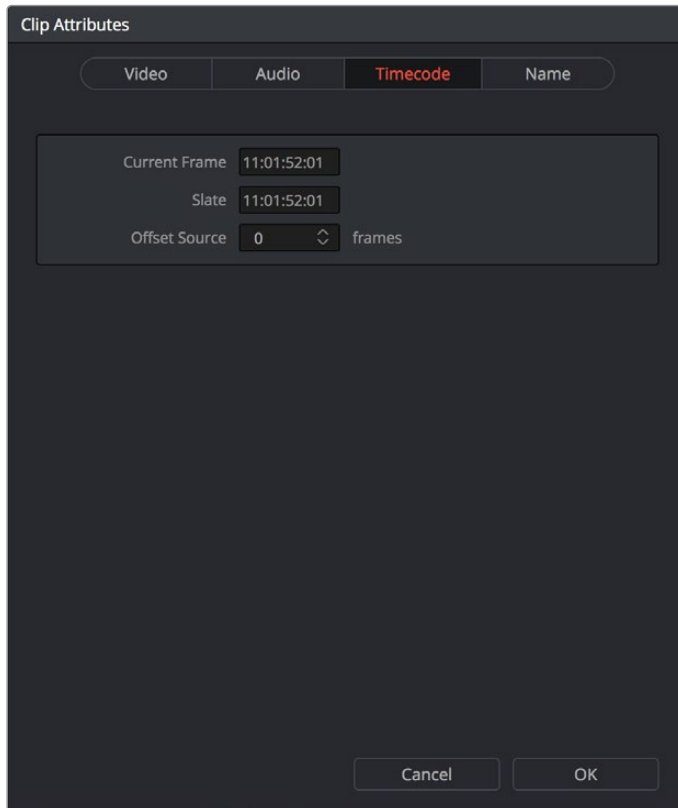 Clip Attributes
Video Audio Timecode Name
Current Frame 11:01:52:01
Slate 11:01:52:01
Offset Source 0 frames
Cancel OK